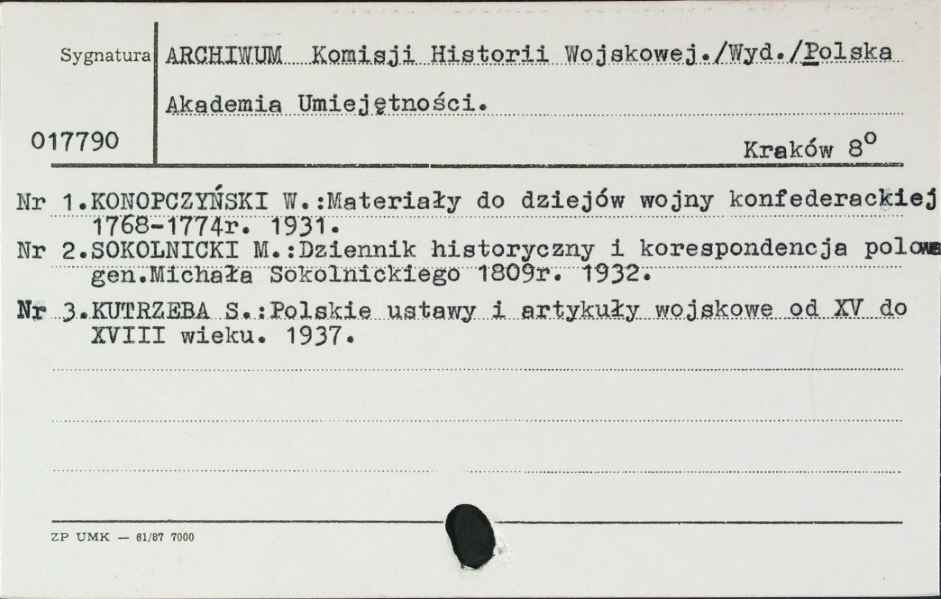 Sygnatura
ARCHIWUM Komisji Historii Wojskowej./Wyd./Polska
Akademia Umiejętności.
017790
Kraków 8°
Nr 1.KONOPCZYŃSKI W.:Materiały do dziejów wojny konfederackiej
1768-1774r. 1931.
Nr 2.SOKOLNICKI M.:Dziennik historyczny i korespondencja polowa
gen.Michała Sokolnickiego 1809r. 1932.
Nr 3.KUTRZEBA S.:Polskie ustawy i artykuły wojskowe od XV do
XVIII wieku. 1937.
ZP UMK — 61/87 7000